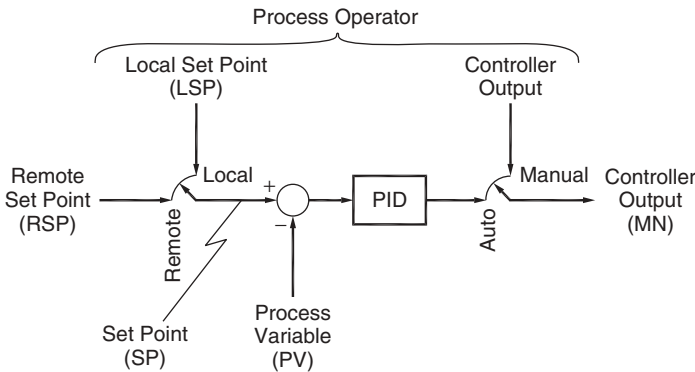 Process Operator
Local Set Point
(LSP)
Controller
Output
Remote
Set Point
(RSP)
Local
Remote
+
−
PID
Auto
Manual
Controller
Output
(MN)
Set Point
(SP)
Process
Variable
(PV)